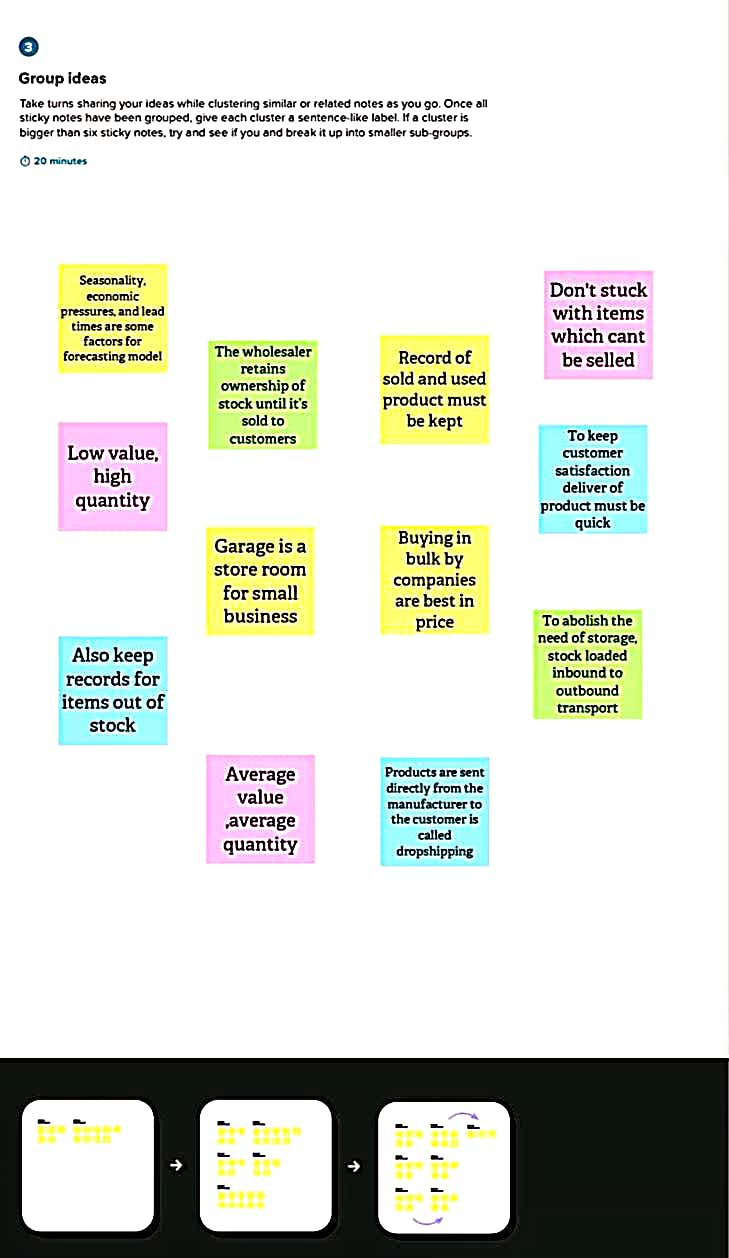 3
Group ideas
Take turns sharing your ideas while clustering similar or related notes as you go. Once all
sticky notes have been grouped, give each cluster a sentence-like label. If a cluster is
bigger than six sticky notes, try and see if you and break it up into smaller sub-groups.
20 minutes
Seasonality,
economic
pressures, and lead
times are some
factors for
forecasting model
The wholesaler
retains
ownership of
stock until it's
sold to
customers
Record of
sold and used
product must
be kept
Don't stuck
with items
which cant
be selled
Low value,
high
quantity
To keep
customer
satisfaction
deliver of
product must be
quick
Garage is a
store room
for small
business
Buying in
bulk by
companies
are best in
price
To abolish the
need of storage,
stock loaded
inbound to
outbound
transport
Also keep
records for
items out of
stock
Average
value
,average
quantity
Products are sent
directly from the
manufacturer to
the customer is
called
dropshipping